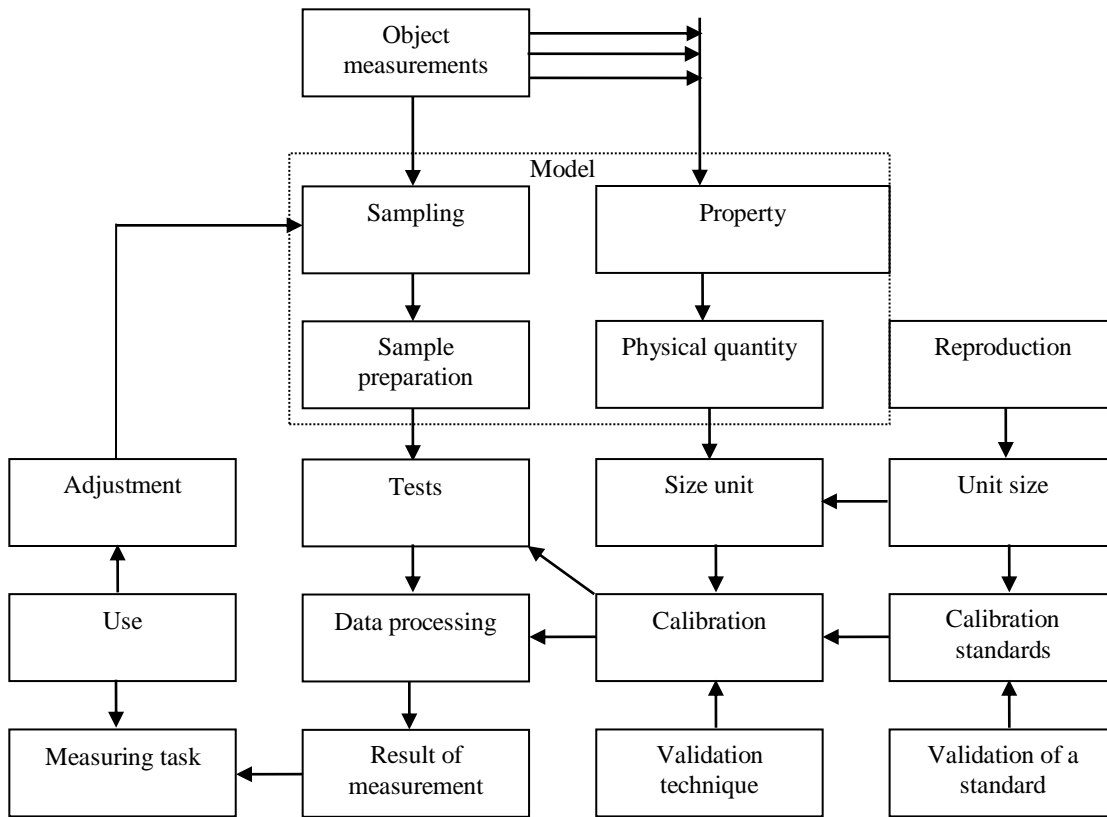 Object
measurements
Model
Sampling
Property
Sample
preparation
Physical quantity
Reproduction
Adjustment
Tests
Size unit
Unit size
Use
Data processing
Calibration
Calibration
standards
Measuring task
Result of
measurement
Validation
technique
Validation of a
standard